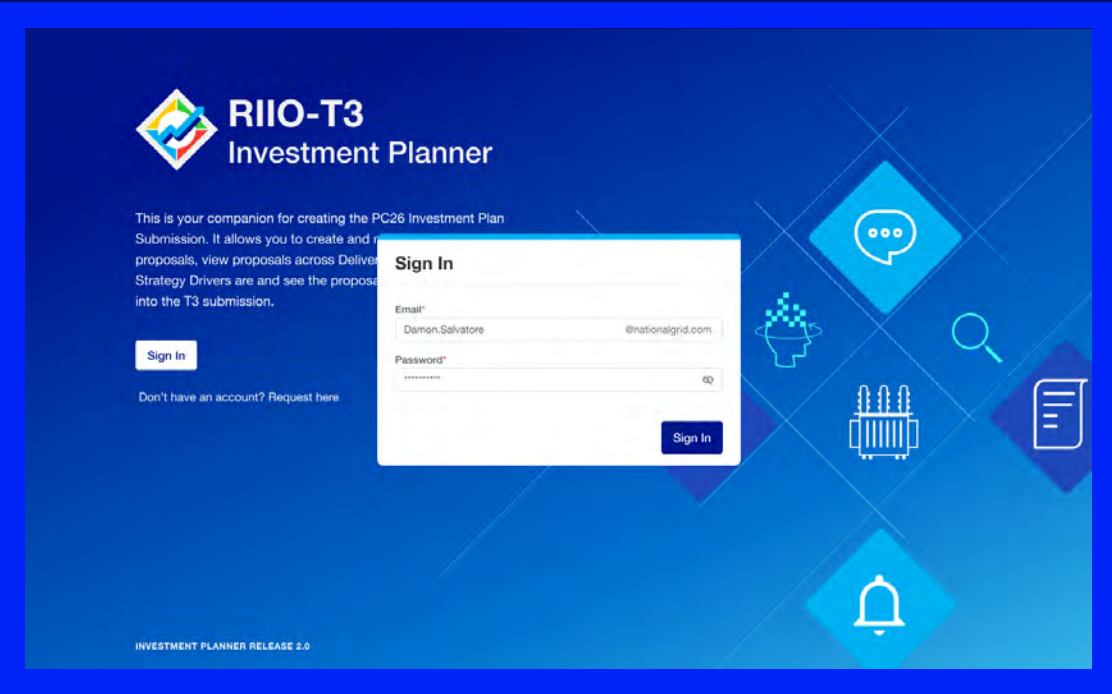 RIIO-T3
Investment Planner
This is your companion for creating the PC26 Investment Plan
Submission. It allows you to create and
proposals, view proposals across
Strategy Drivers are and see the
into the T3 submission.
Sign In
Don't have an account? Request here
Sign In
Email*
Damon.Salvatore @nationalgrid.com
Password*
**********
Sign In
INVESTMENT PLANNER RELEASE 2.0